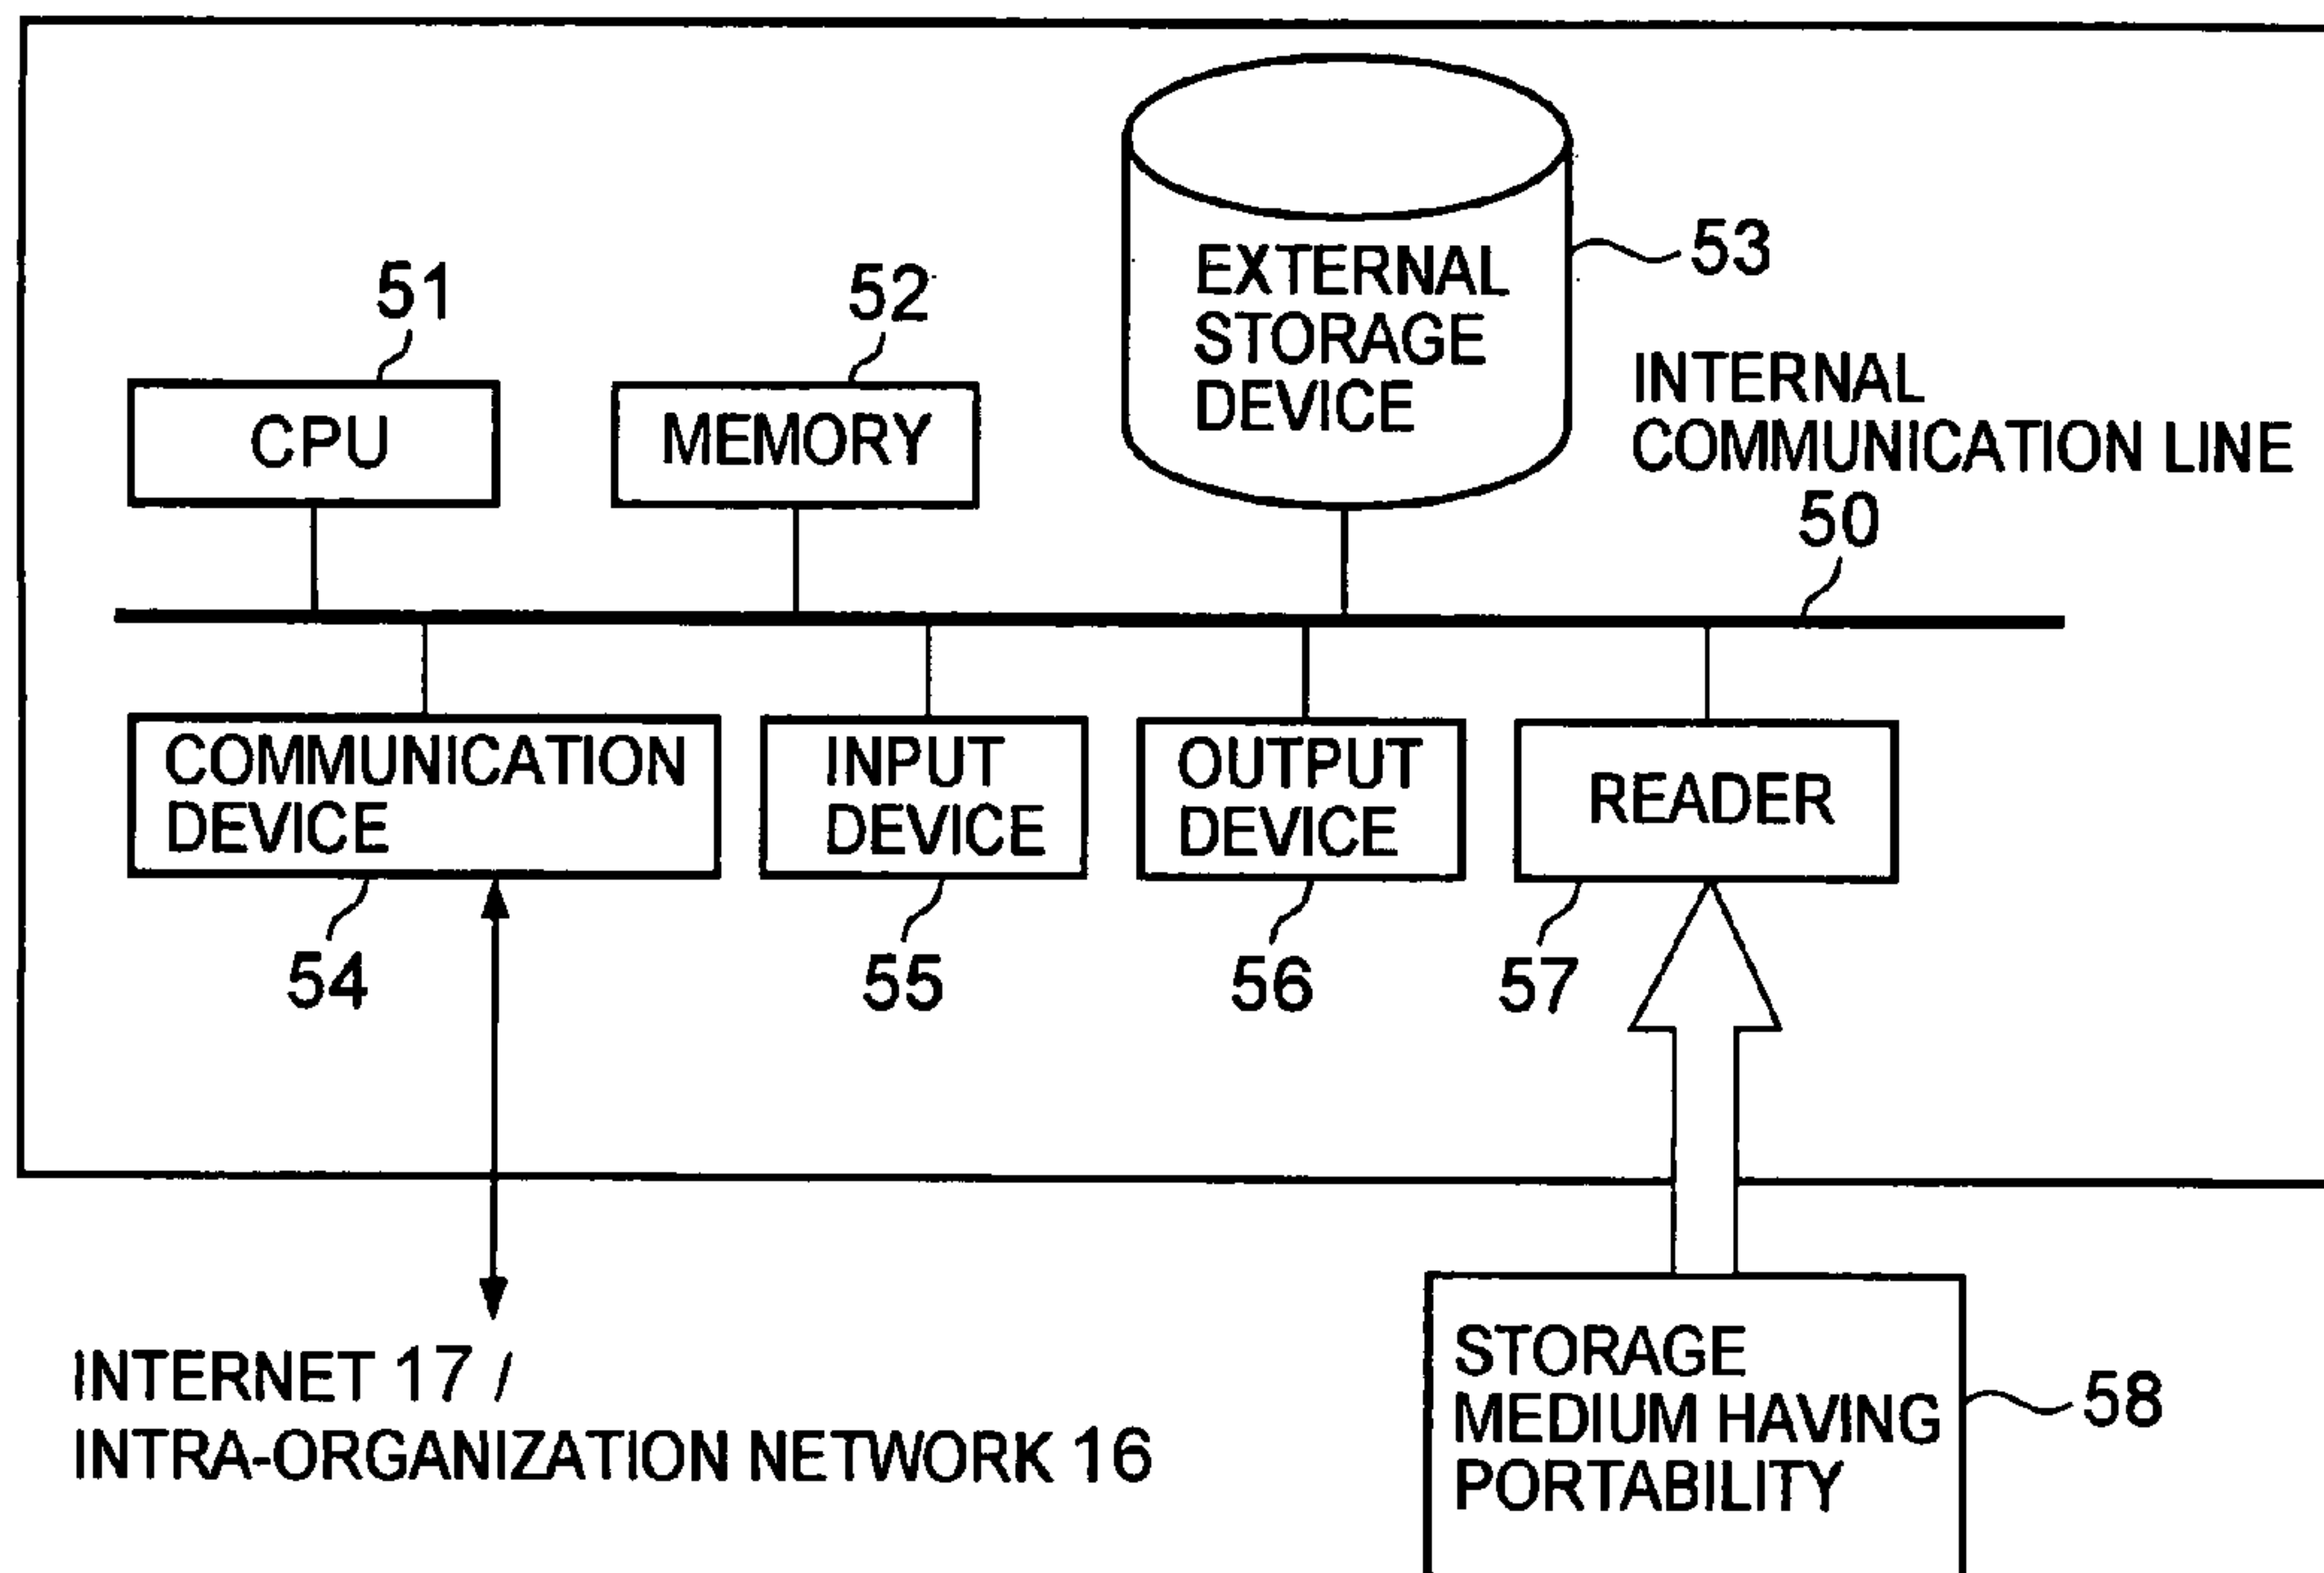 EXTERNAL
STORAGE
DEVICE
53
51
52
INTERNAL
COMMUNICATION LINE
50
CPU
MEMORY
COMMUNICATION
DEVICE
INPUT
DEVICE
OUTPUT
DEVICE
READER
54
55
56
57
INTERNET 17 /
INTRA-ORGANIZATION NETWORK 16
STORAGE
MEDIUM HAVING
PORTABILITY
58